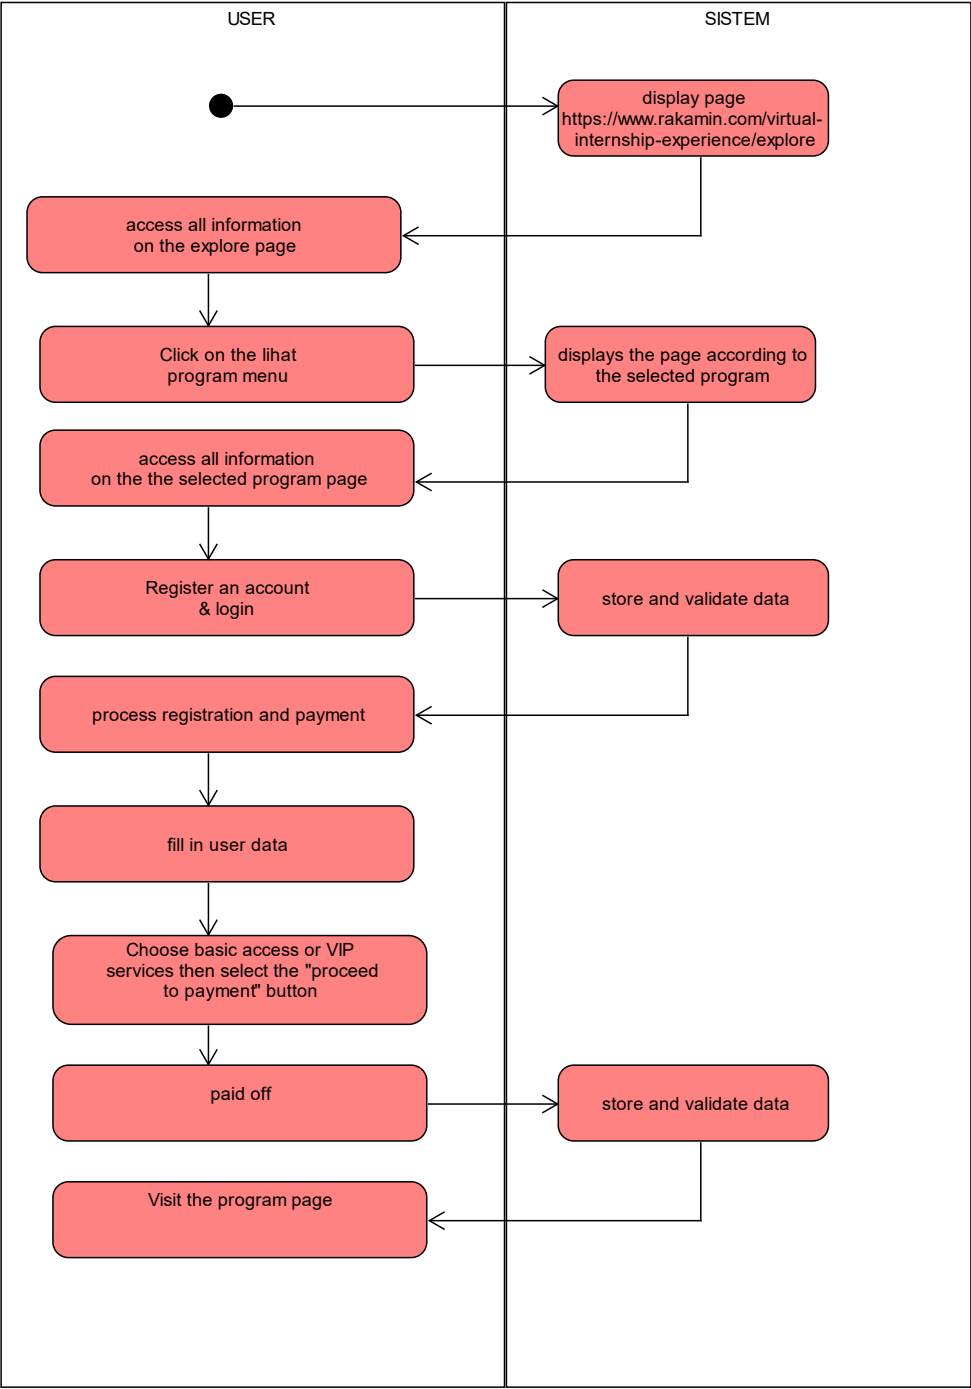 USER
SISTEM
display page
https://www.rakamin.com/virtual-
internship-experience/explore
access all information
on the explore page
Click on the lihat
program menu
displays the page according to
the selected program
access all information
on the the selected program page
Register an account
& login
store and validate data
process registration and payment
fill in user data
Choose basic access or VIP
services then select the "proceed
to payment" button
paid off
store and validate data
Visit the program page